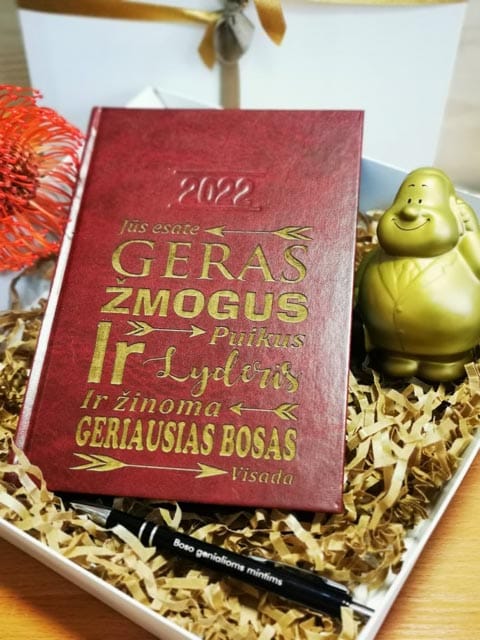 2022
Jūs esate
GERAS
ŽMOGUS
Puikus
Ir Lyderis
Ir žinoma
GERIAUSIAS BOSAS
Visada
Boso genialioms mintims